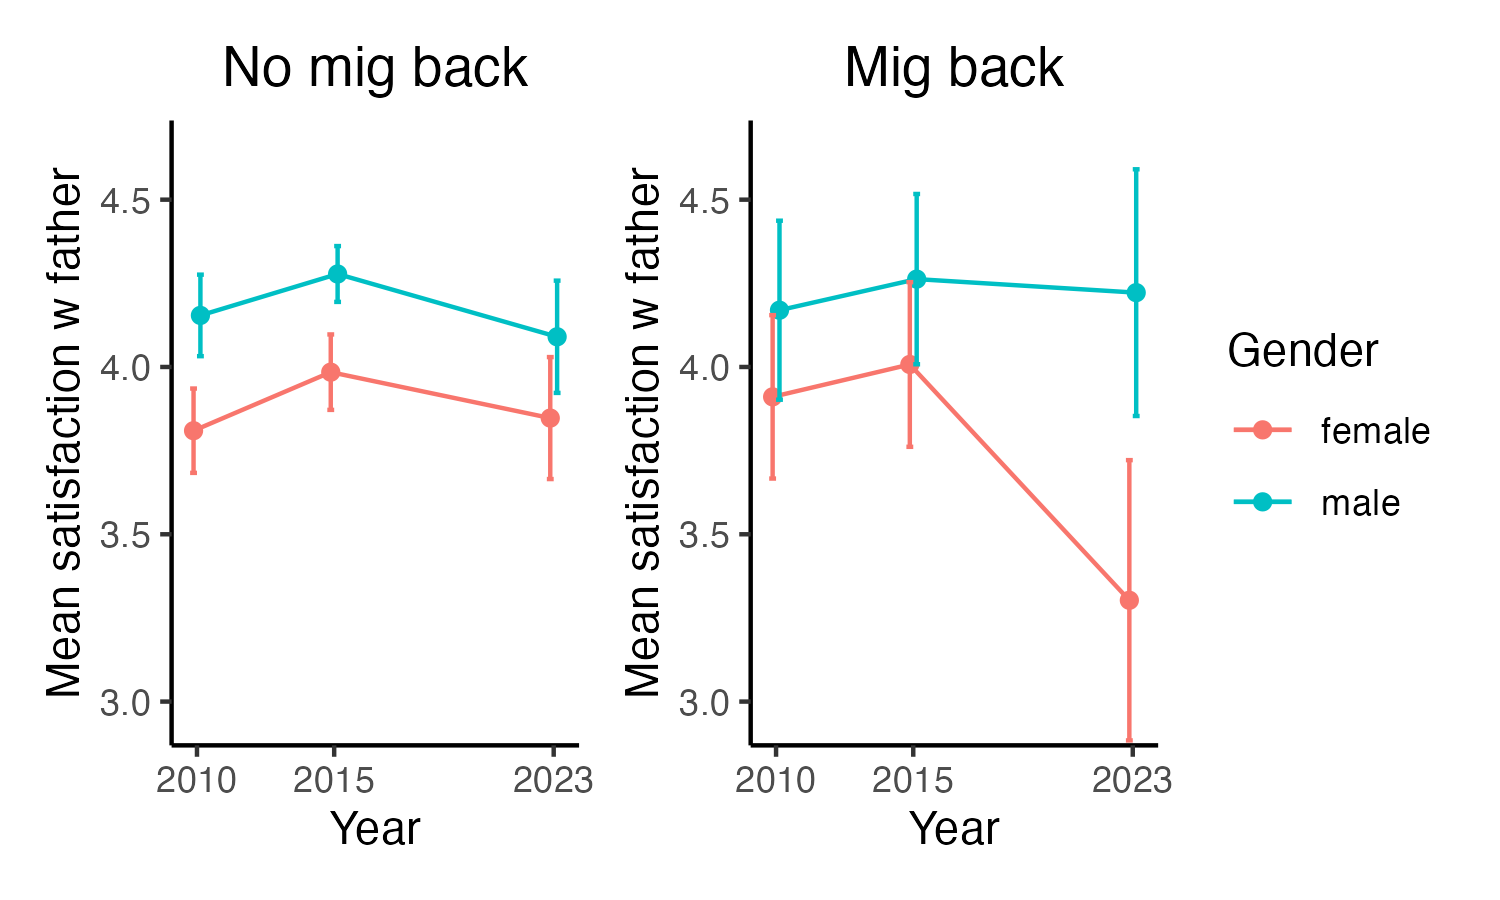 No mig back
Mean satisfaction w father
4.5
4.0
3.5
3.0
2010 2015 2023
Year
Mig back
Mean satisfaction w father
4.5
4.0
3.5
3.0
2010 2015 2023
Year
Gender
female
male